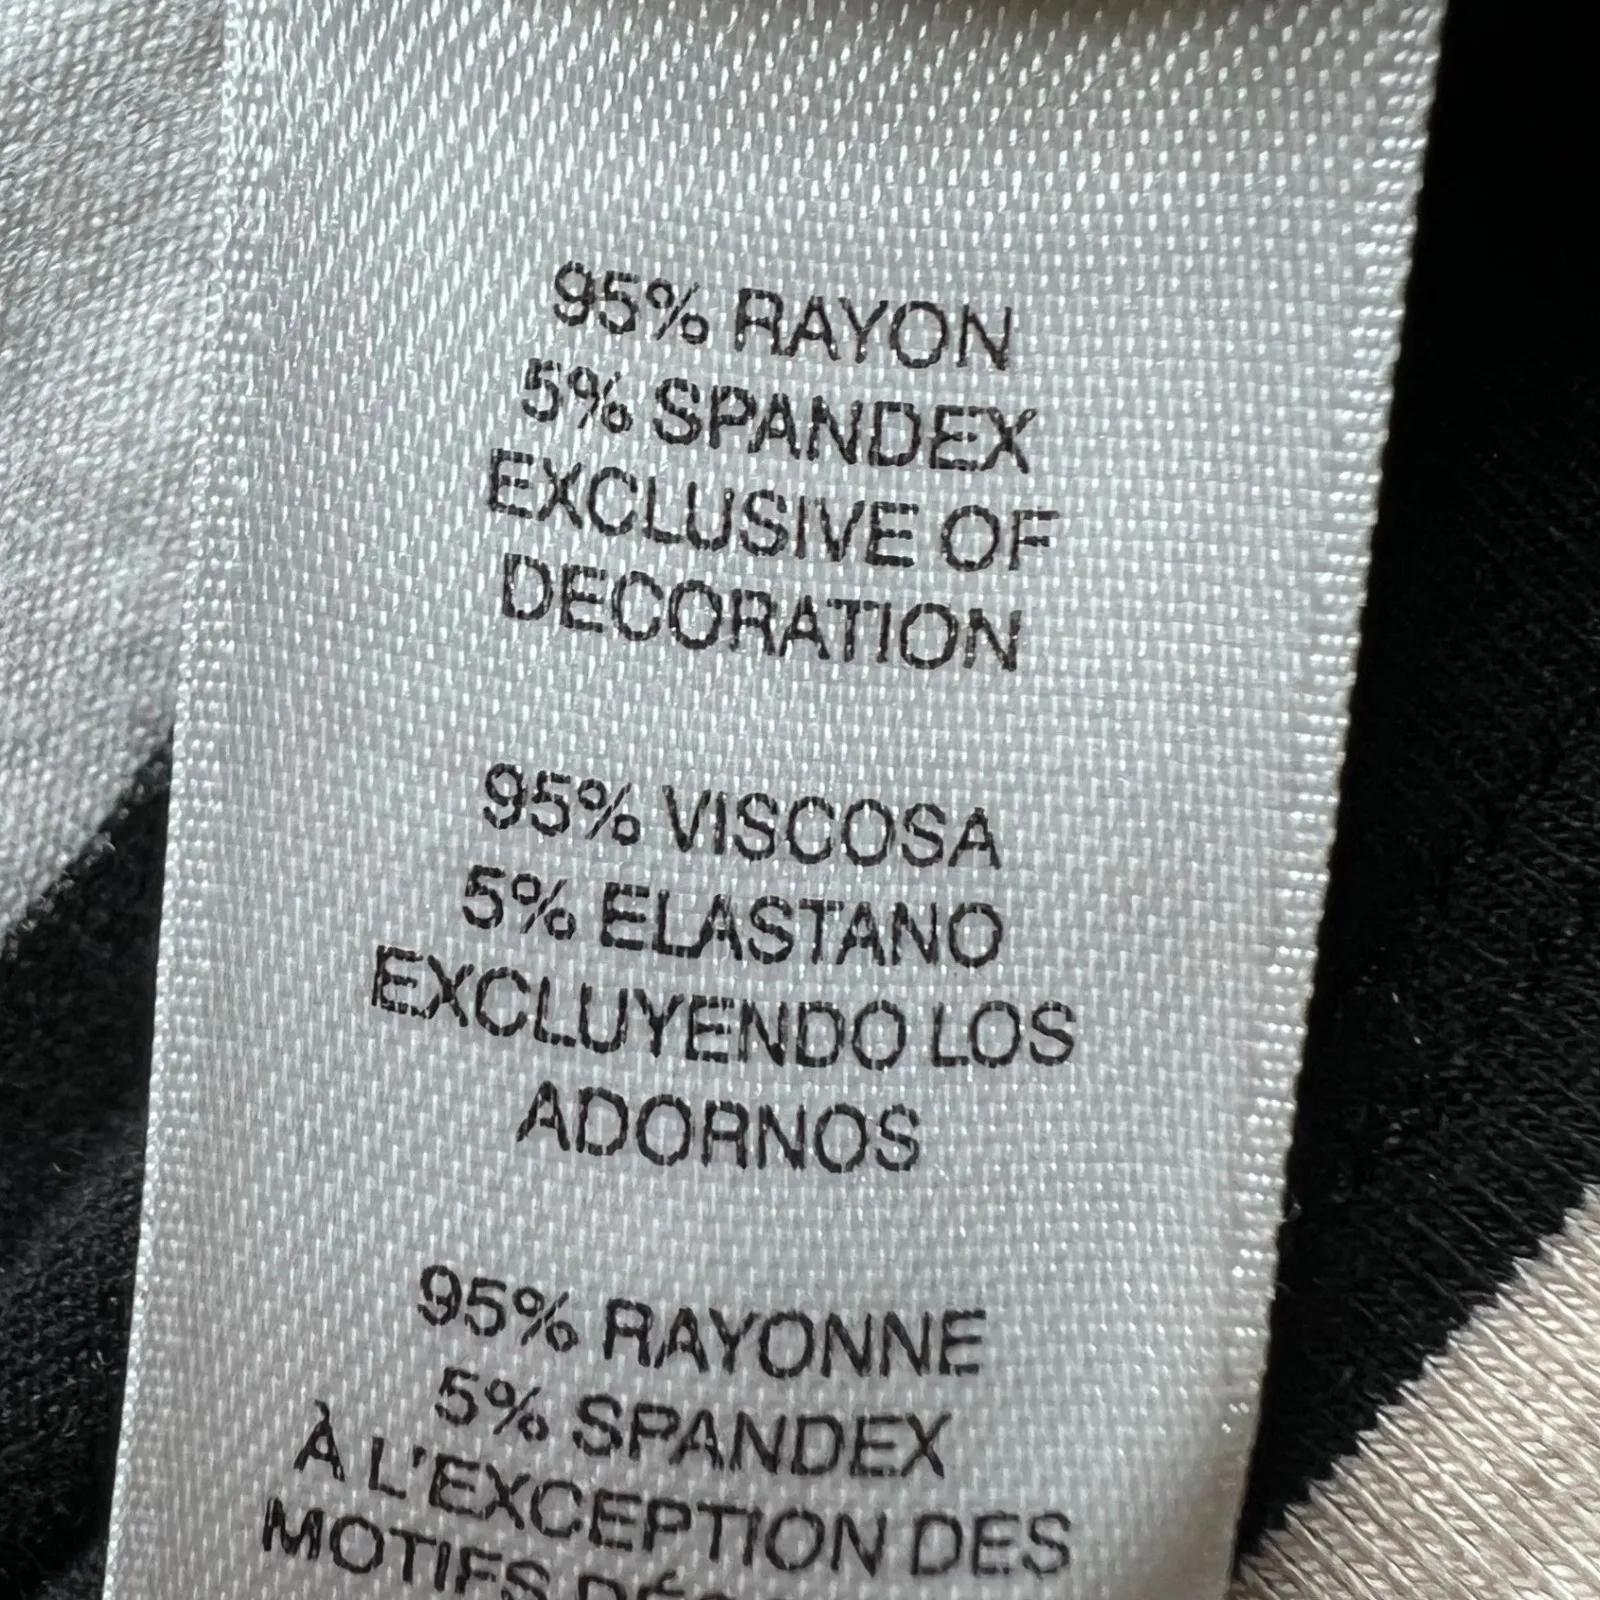 95% RAYON
5% SPANDEX
EXCLUSIVE OF
DECORATION
95% VISCOSA
5% ELASTANO
EXCLUYENDO LOS
ADORNOS
95% RAYONNE
5% SPANDEX
À L'EXCEPTION DES
MOTIFS